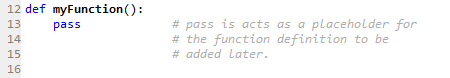 12 def myFunction():
13     pass            # pass is acts as a placeholder for
14                     # the function definition to be
15                     # added later.
16